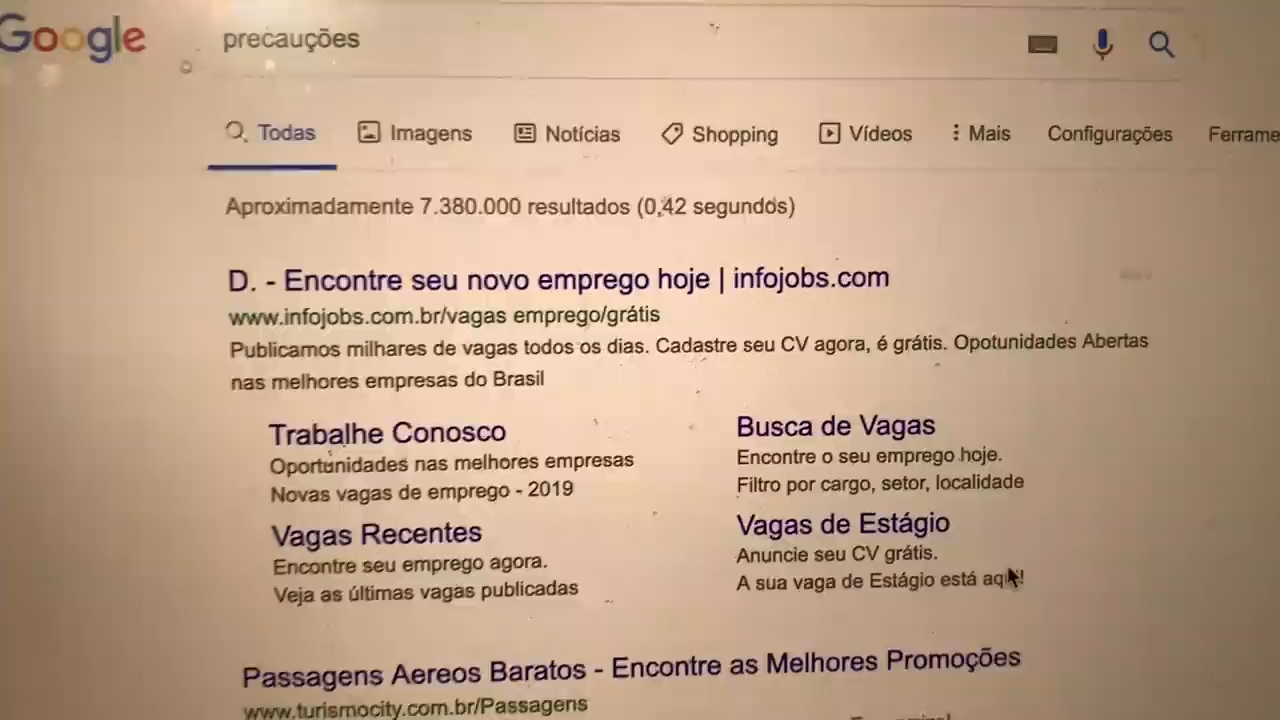 Google precauções
Todas Imagens Notícias Shopping Vídeos Mais Configurações Ferrame
Aproximadamente 7.380.000 resultados (0,42 segundos)
D. - Encontre seu novo emprego hoje | infojobs.com
www.infojobs.com.br/vagas emprego/grátis
Publicamos milhares de vagas todos os dias. Cadastre seu CV agora, é grátis. Opotunidades Abertas
nas melhores empresas do Brasil
Trabalhe Conosco
Oportunidades nas melhores empresas
Novas vagas de emprego - 2019
Busca de Vagas
Encontre o seu emprego hoje.
Filtro por cargo, setor, localidade
Vagas Recentes
Encontre seu emprego agora.
Veja as últimas vagas publicadas
Vagas de Estágio
Anuncie seu CV grátis.
A sua vaga de Estágio está aqui!
Passagens Aereos Baratos - Encontre as Melhores Promoções
www.turismocity.com.br/Passagens